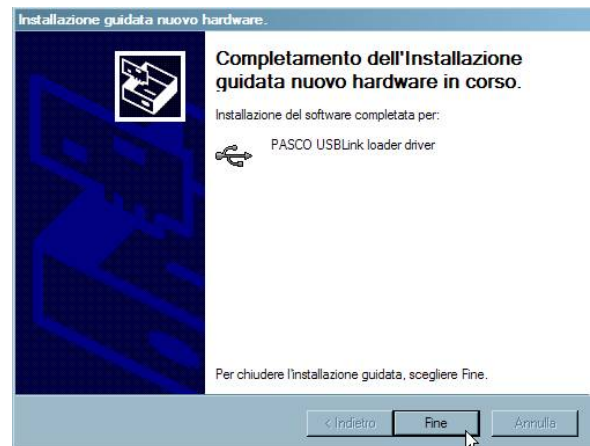 Installazione guidata nuovo hardware.
Completamento dell'Installazione
guidata nuovo hardware in corso.
Installazione del software completata per:
PASCO USBLink loader driver
Per chiudere l'installazione guidata, scegliere Fine.
< Indietro
Fine
Annulla